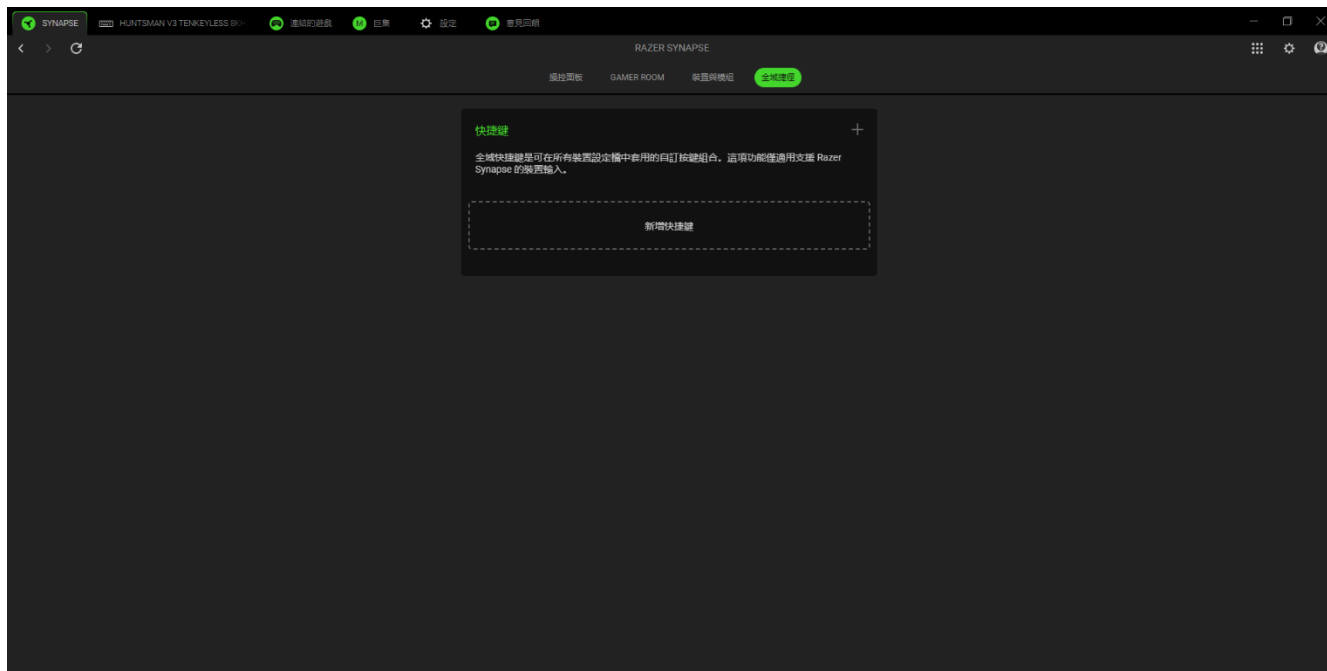 SYNAPSE
HUNTSMAN V3 TENKEYLESS
連結的遊戲
巨集
設定
意見回饋
RAZER SYNAPSE
操控面板
GAMER ROOM
裝置與模組
全域捷徑
快捷鍵
全域快捷鍵是可在所有裝置設定檔中套用的自訂按鍵組合。這項功能僅適用支援 Razer
Synapse 的裝置輸入。
新增快捷鍵